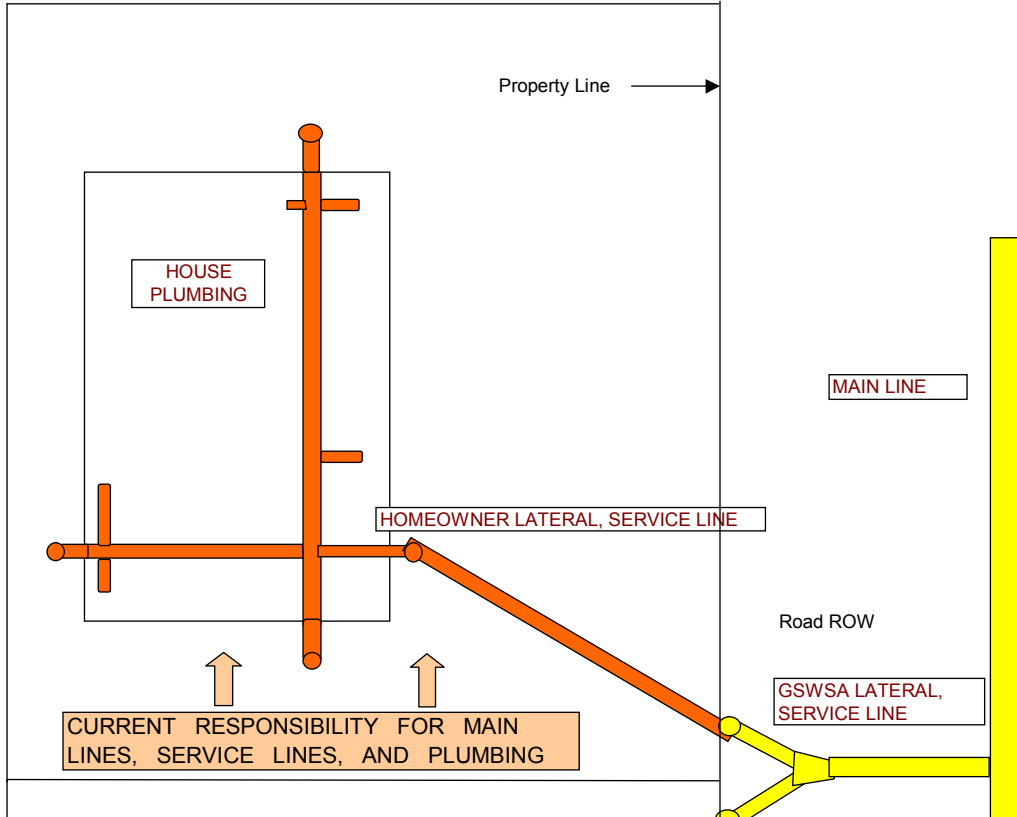 Property Line
HOUSE
PLUMBING
MAIN LINE
HOMEOWNER LATERAL, SERVICE LINE
Road ROW
GSWSA LATERAL,
SERVICE LINE
CURRENT RESPONSIBILITY FOR MAIN
LINES, SERVICE LINES, AND PLUMBING